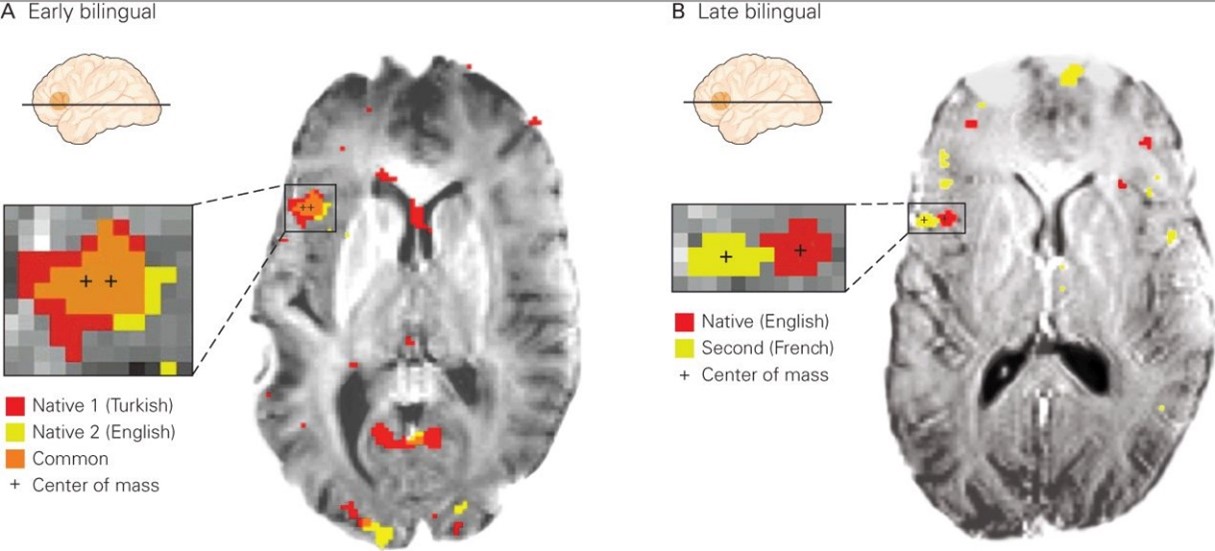 A Early bilingual
Native 1 (Turkish)
Native 2 (English)
Common
+ Center of mass
B Late bilingual
Native (English)
Second (French)
+ Center of mass